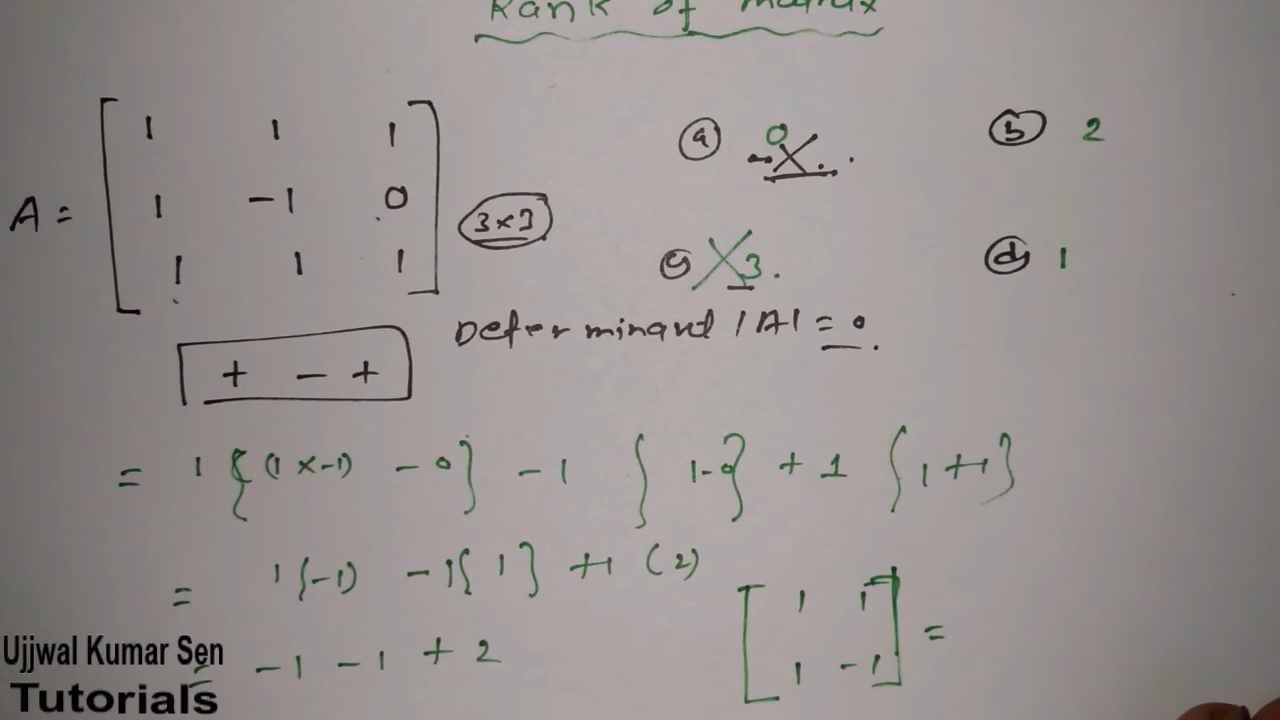 Rank of matrix
A = [ 1 1 1
1 -1 0
1 1 1 ] 3×3
(a) 0 (b) 2
(c) 3. (d) 1
Determinant |A| = 0.
+ - +
= 1 { (1 × -1) - 0 } - 1 { 1-0 } + 1 { 1+1 }
= 1 {-1) - 1{ 1 } +1 (2)
= -1 -1 + 2
[ 1 1
1 -1 ] =
Ujjwal Kumar Sen
Tutorials